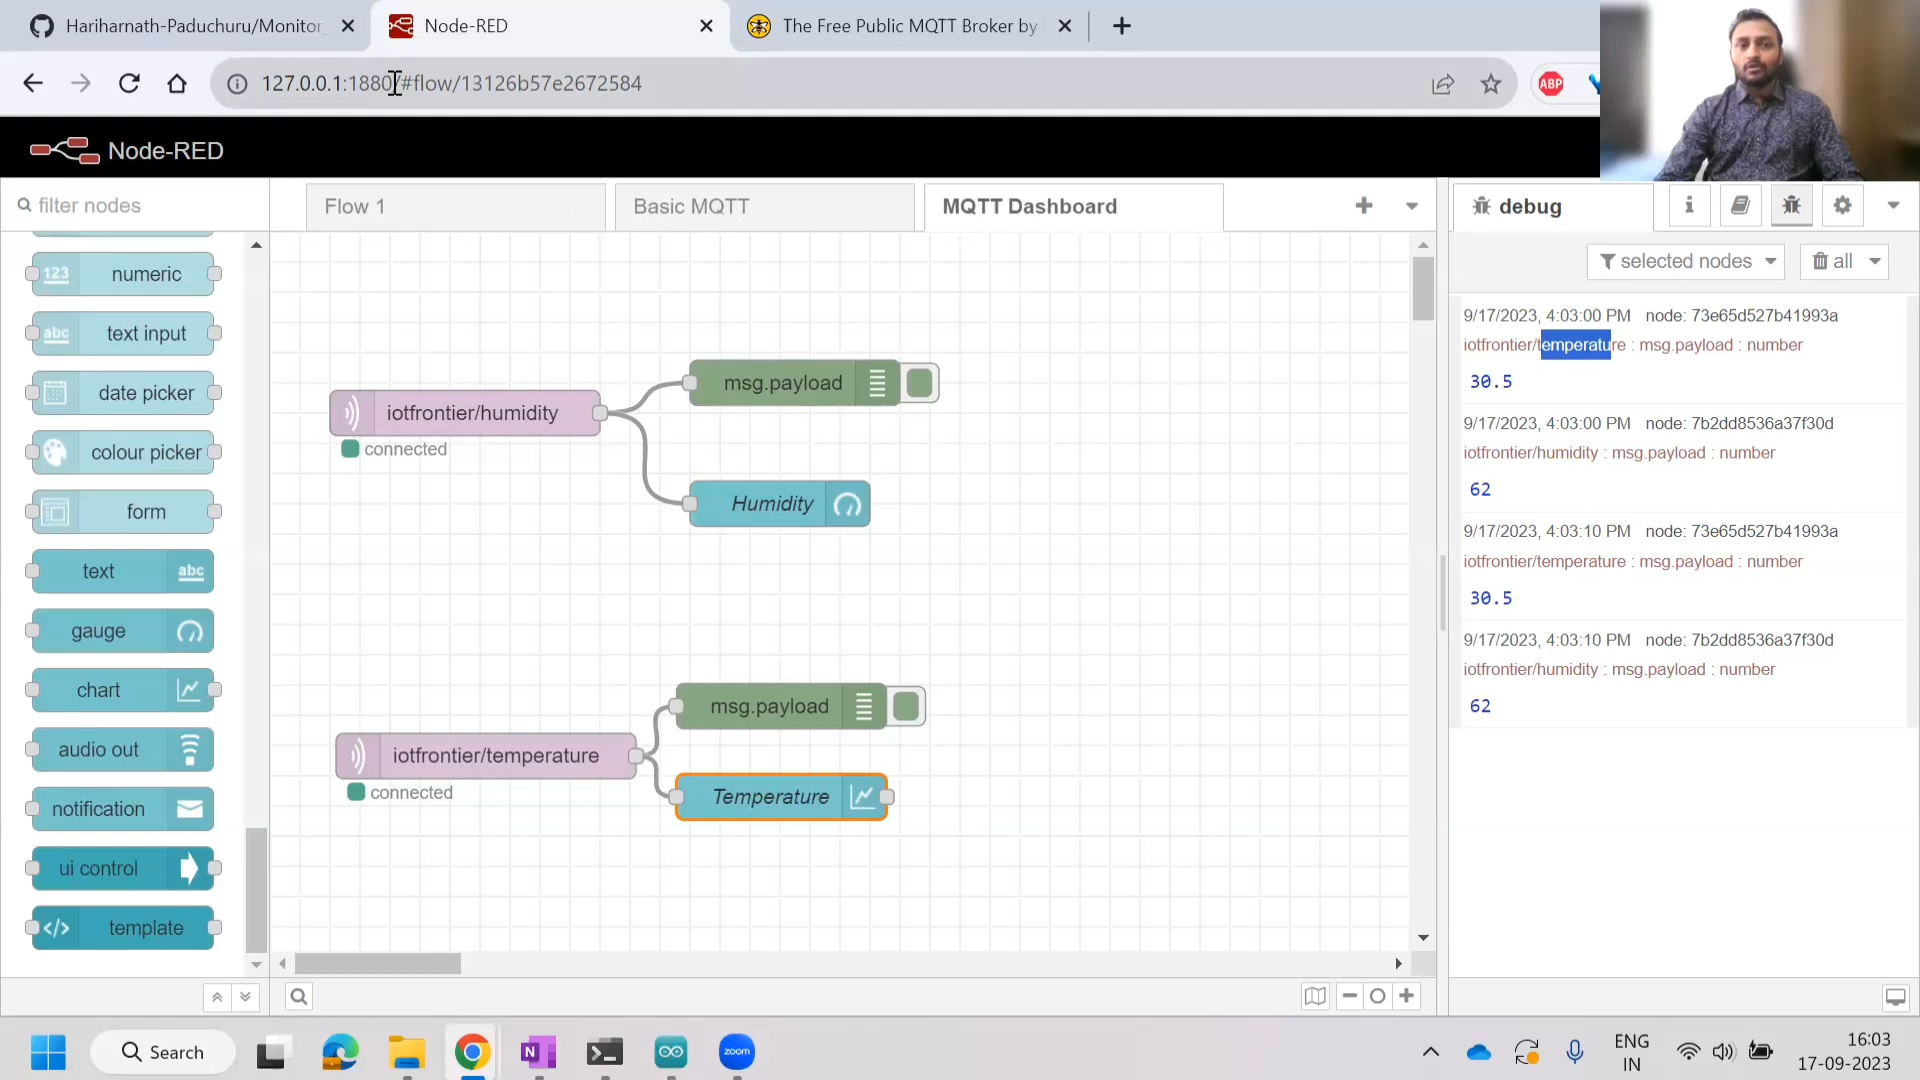 Hariharnath-Paduchuru/Monitor
Node-RED
The Free Public MQTT Broker by
127.0.0.1:1880/#flow/13126b57e2672584
ABP
Node-RED
filter nodes
Flow 1
Basic MQTT
MQTT Dashboard
debug
selected nodes
all
123 numeric
abc text input
date picker
colour picker
form
text abc
gauge
chart
audio out
notification
ui control
template
iotfrontier/humidity
connected
msg.payload
Humidity
iotfrontier/temperature
connected
msg.payload
Temperature
9/17/2023, 4:03:00 PM node: 73e65d527b41993a
iotfrontier/temperature : msg.payload : number
30.5
9/17/2023, 4:03:00 PM node: 7b2dd8536a37f30d
iotfrontier/humidity : msg.payload : number
62
9/17/2023, 4:03:10 PM node: 73e65d527b41993a
iotfrontier/temperature : msg.payload : number
30.5
9/17/2023, 4:03:10 PM node: 7b2dd8536a37f30d
iotfrontier/humidity : msg.payload : number
62
Search
N
zoom
ENG
IN
16:03
17-09-2023